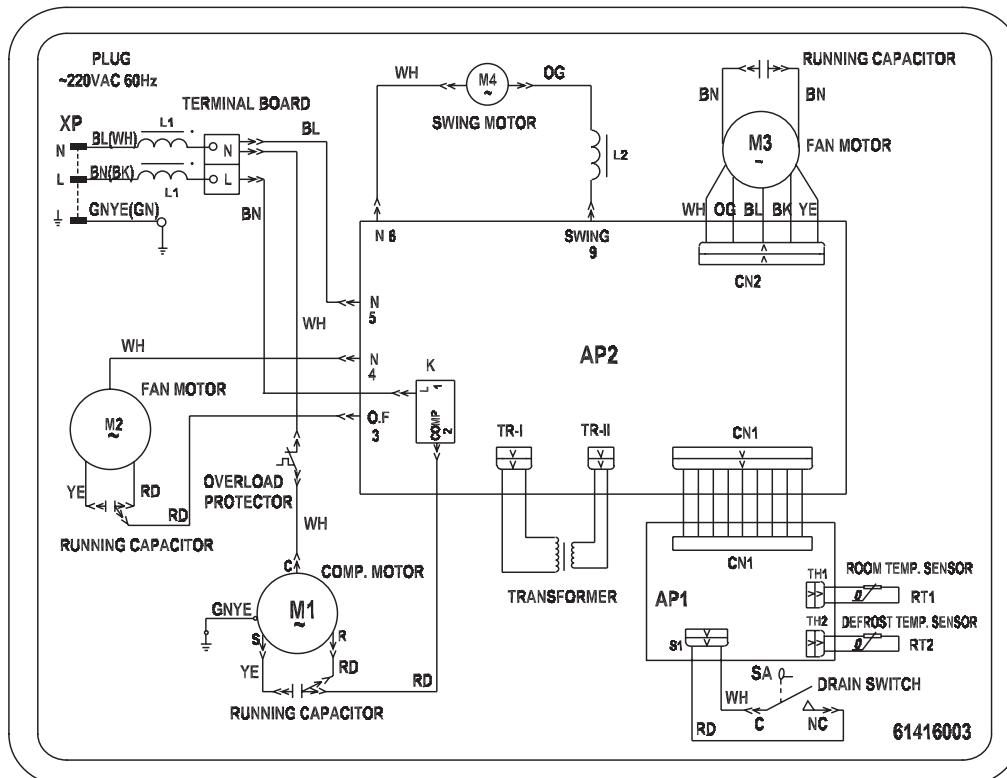 PLUG
~220VAC 60Hz
TERMINAL BOARD
XP
N
BL(WH)
L1
N
BL
L
BN(BK)
L1
L
BN
GNYE(GN)
WH
M4
~
OG
SWING MOTOR
L2
RUNNING CAPACITOR
BN
BN
M3
~
FAN MOTOR
WH OG BL BK YE
CN2
N 6
SWING
9
N
5
WH
N
4
WH
FAN MOTOR
M2
~
O.F
3
K
L 1
COMP 2
AP2
TR-I
TR-II
CN1
YE
RD
RD
RUNNING CAPACITOR
OVERLOAD
PROTECTOR
WH
C
COMP. MOTOR
GNYE
M1
~
S
R
YE
RD
RD
RUNNING CAPACITOR
TRANSFORMER
CN1
AP1
TH1
ROOM TEMP. SENSOR
RT1
TH2
DEFROST TEMP. SENSOR
RT2
S1
SA
DRAIN SWITCH
WH
C
NC
RD
61416003